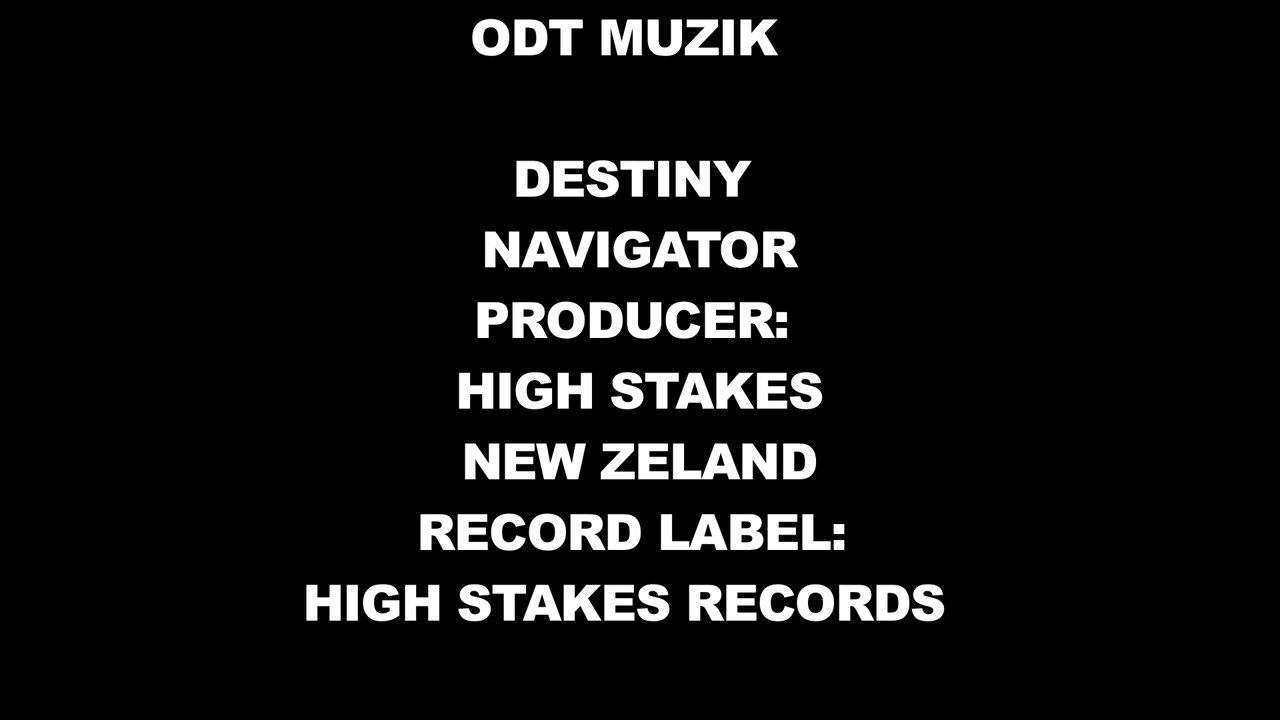 ODT MUZIK
DESTINY
NAVIGATOR
PRODUCER:
HIGH STAKES
NEW ZELAND
RECORD LABEL:
HIGH STAKES RECORDS